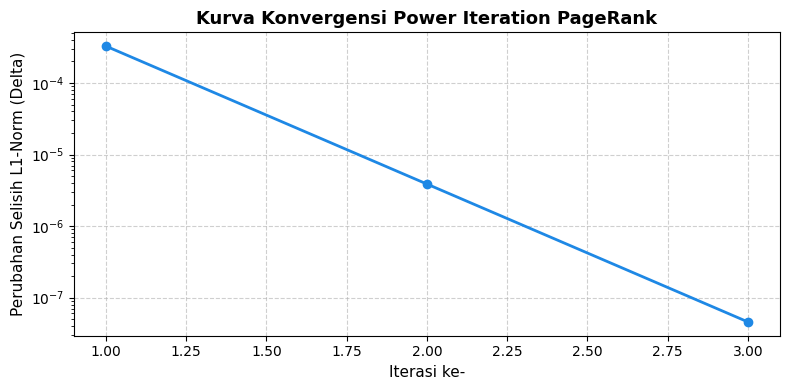 Kurva Konvergensi Power Iteration PageRank
Perubahan Selisih L1-Norm (Delta)
10⁻⁴
10⁻⁵
10⁻⁶
10⁻⁷
1.00 1.25 1.50 1.75 2.00 2.25 2.50 2.75 3.00
Iterasi ke-